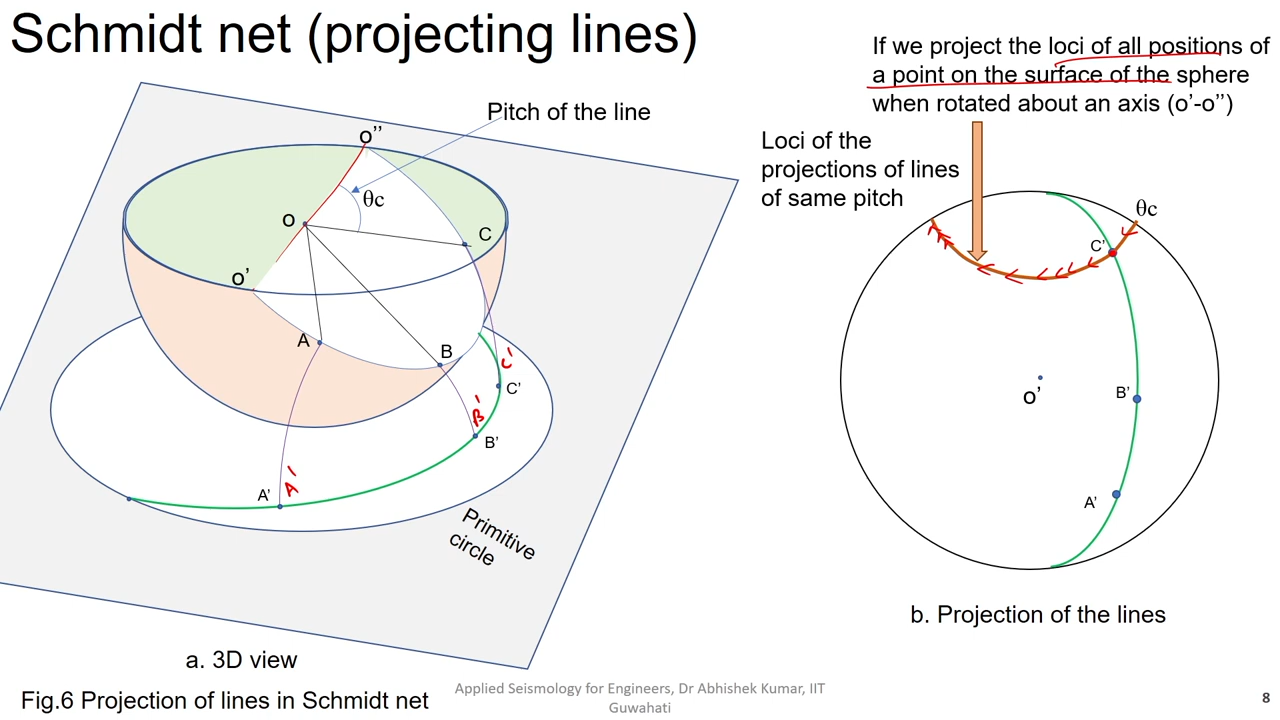 Schmidt net (projecting lines)
If we project the loci of all positions of
a point on the surface of the sphere
when rotated about an axis (o’-o’’)
Pitch of the line
Loci of the
projections of lines
of same pitch
o’’
θc
O
C
o’
A
B
C'
C’
B'
B’
A'
A’
Primitive
circle
θc
C’
B’
o’
A’
b. Projection of the lines
a. 3D view
Fig.6 Projection of lines in Schmidt net
Applied Seismology for Engineers, Dr Abhishek Kumar, IIT
Guwahati
8